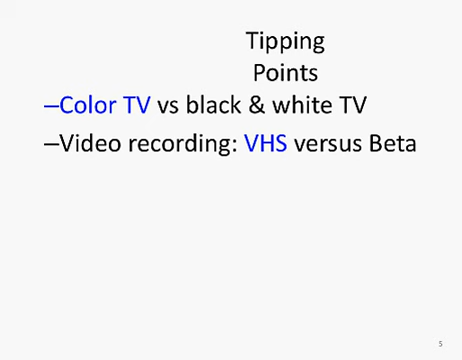 Tipping
Points
–Color TV vs black & white TV
–Video recording: VHS versus Beta
5